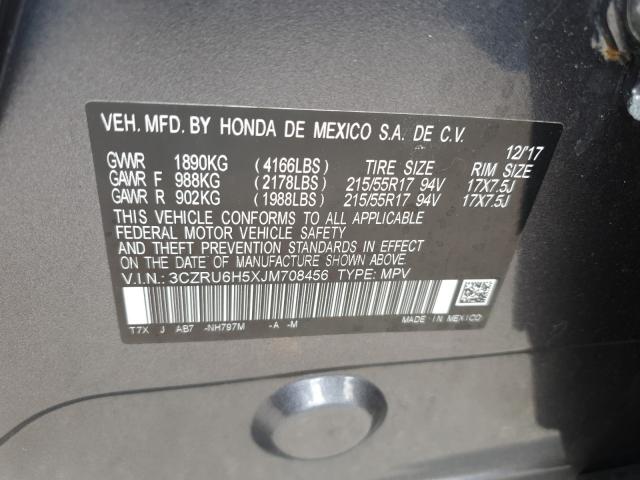 VEH. MFD. BY HONDA DE MEXICO S.A. DE C.V.
12/'17
GVWR 1890KG (4166LBS) TIRE SIZE RIM SIZE
GAWR F 988KG (2178LBS) 215/55R17 94V 17X7.5J
GAWR R 902KG (1988LBS) 215/55R17 94V 17X7.5J
THIS VEHICLE CONFORMS TO ALL APPLICABLE
FEDERAL MOTOR VEHICLE SAFETY
AND THEFT PREVENTION STANDARDS IN EFFECT
ON THE DATE OF MANUFACTURE SHOWN ABOVE.
V.I.N.: 3CZRU6H5XJM708456 TYPE: MPV
T7X J AB7 -NH797M -A -M MADE IN MEXICO